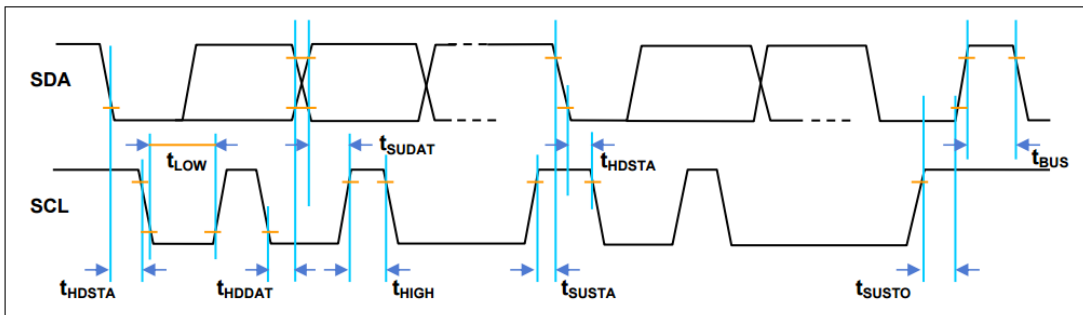 SDA
tSUDAT
tLOW
tHDSTA
tBUS
SCL
tHDSTA
tHDDAT
tHIGH
tSUSTA
tSUSTO